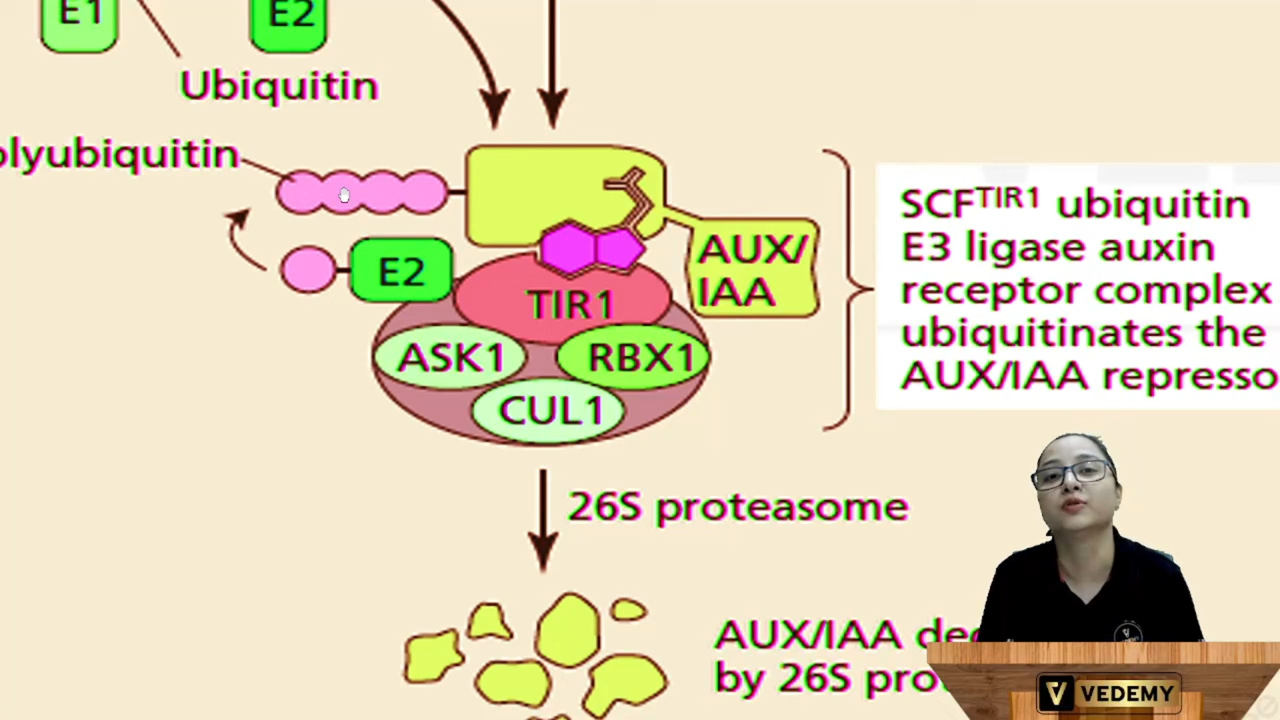 E1
E2
Ubiquitin
olyubiquitin
E2
TIR1
AUX/
IAA
ASK1
RBX1
CUL1
SCFTIR1 ubiquitin
E3 ligase auxin
receptor complex
ubiquitinates the
AUX/IAA represso
26S proteasome
AUX/IAA deg
by 26S pro
V VEDEMY